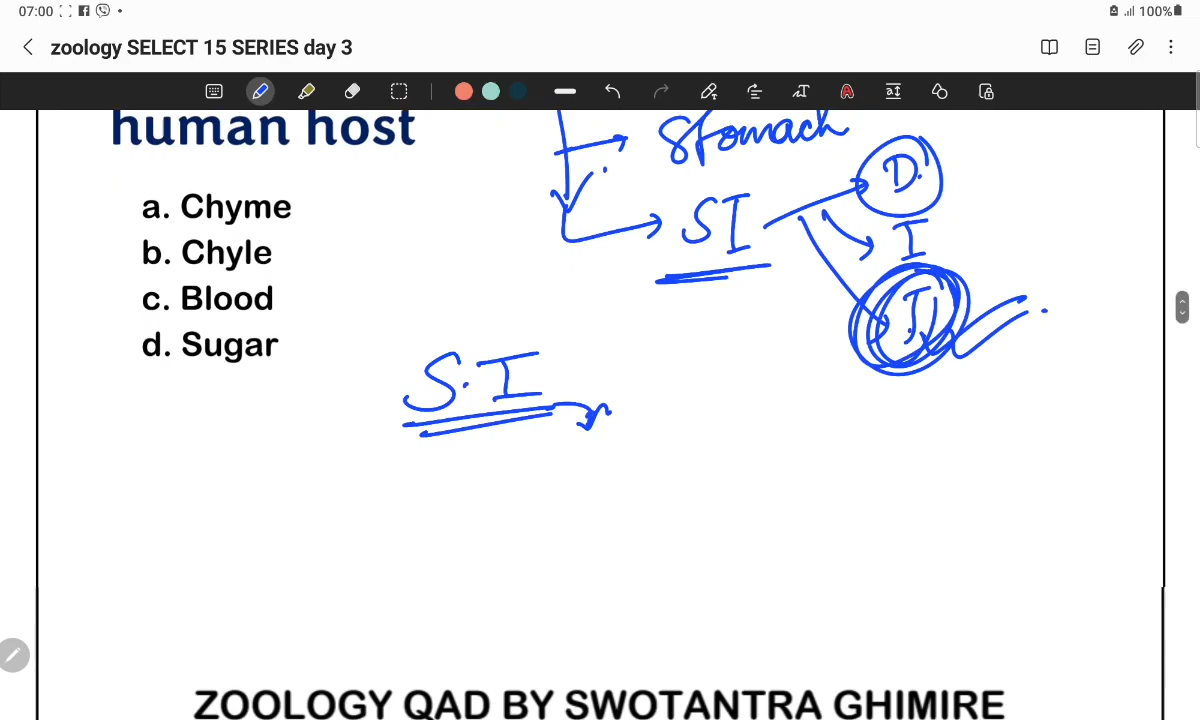 07:00 100%
zoology SELECT 15 SERIES day 3
human host
Stomach
a. Chyme
b. Chyle
c. Blood
d. Sugar
SI
D.
I
J
S.I
ZOOLOGY QAD BY SWOTANTRA GHIMIRE